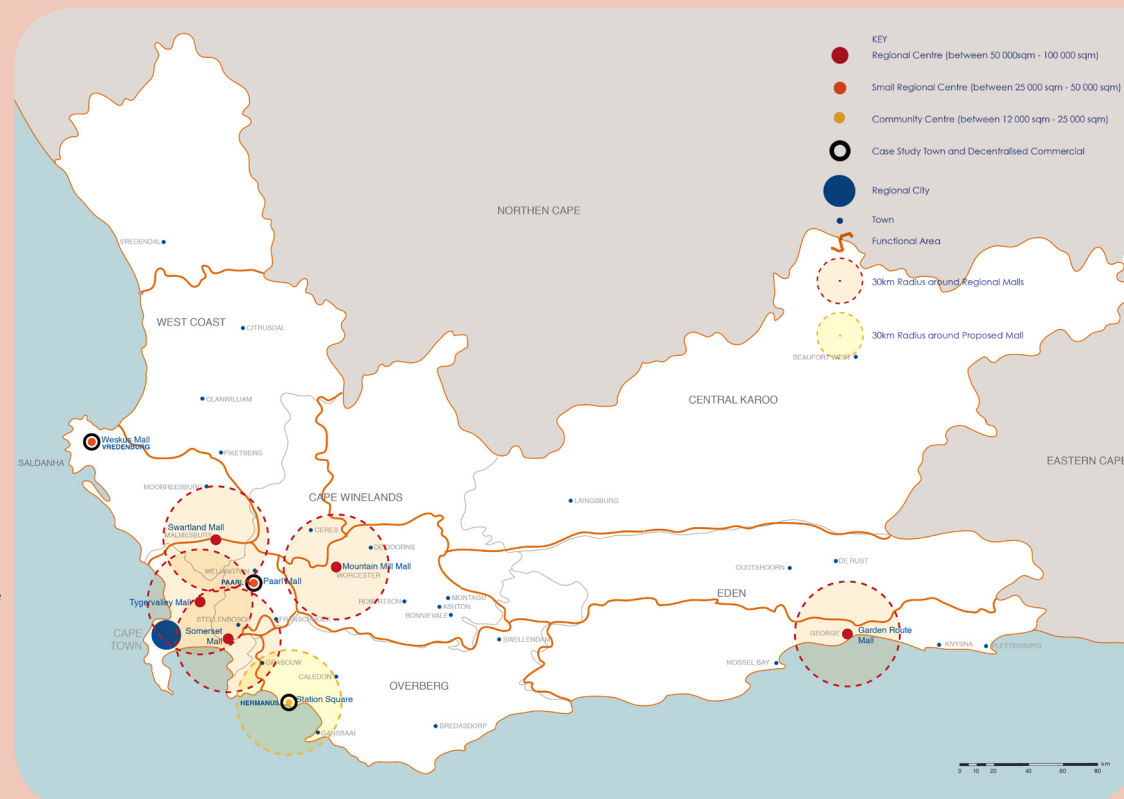 KEY
Regional Centre (between 50 000sqm - 100 000 sqm)
Small Regional Centre (between 25 000 sqm - 50 000 sqm)
Community Centre (between 12 000 sqm - 25 000 sqm)
Case Study Town and Decentralised Commercial
Regional City
Town
Functional Area
30km Radius around Regional Malls
30km Radius around Proposed Mall
NORTHEN CAPE
VREDENDAL
WEST COAST
CITRUSDAL
BEAUFORT WEST
CLANWILLIAM
CENTRAL KAROO
Weskus Mall
VREDENBURG
PIKETBERG
SALDANHA
EASTERN CAPE
MOORREESBURG
CAPE WINELANDS
LAINGSBURG
Swartland Mall
MALMESBURY
CERES
DE DOORNS
Mountain Mill Mall
WORCESTER
DE RUST
OUDTSHOORN
WELLINGTON
PAARL
Paarl Mall
Tygervalley Mall
ROBERTSON
MONTAGU
ASHTON
BONNIEVALE
EDEN
STELLENBOSCH
FRANSCHHOEK
CAPE
TOWN
Somerset
Mall
SWELLENDAM
GEORGE
Garden Route
Mall
KNYSNA
PLETTENBURG
MOSSEL BAY
GRABOUW
CALEDON
OVERBERG
HERMANUS
Station Square
GANSBAAI
BREDASDORP
km
0 10 20 40 60 80